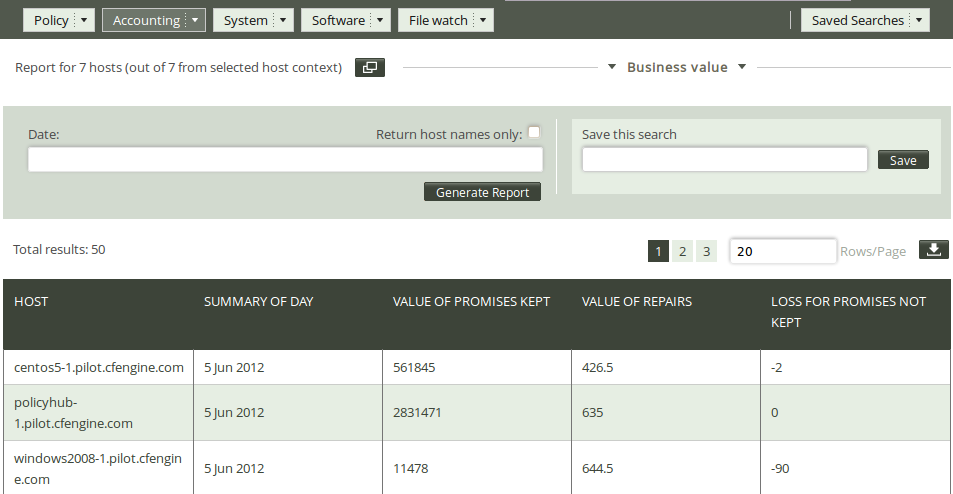 Policy Accounting System Software File watch Saved Searches
Report for 7 hosts (out of 7 from selected host context) Business value
Date: Return host names only: Save this search
Save
Generate Report
Total results: 50 1 2 3 20 Rows/Page
HOST SUMMARY OF DAY VALUE OF PROMISES KEPT VALUE OF REPAIRS LOSS FOR PROMISES NOT
KEPT
centos5-1.pilot.cfengine.com 5 Jun 2012 561845 426.5 -2
policyhub-
1.pilot.cfengine.com 5 Jun 2012 2831471 635 0
windows2008-1.pilot.cfengin
e.com 5 Jun 2012 11478 644.5 -90